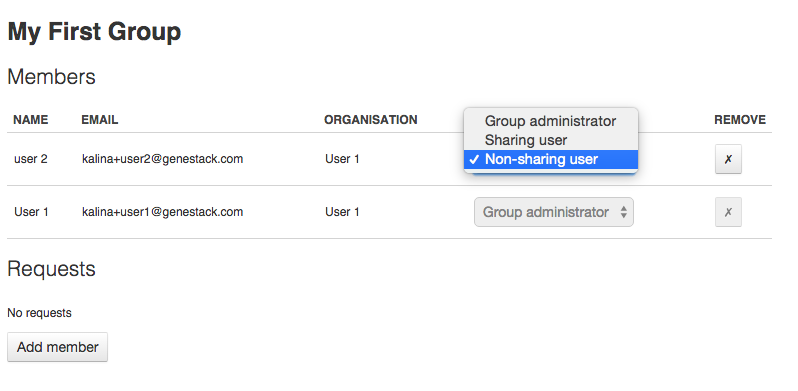 My First Group
Members
NAME EMAIL ORGANISATION REMOVE
Group administrator
Sharing user
user 2 kalina+user2@genestack.com User 1 ✓ Non-sharing user ✗
User 1 kalina+user1@genestack.com User 1 Group administrator ✗
Requests
No requests
Add member